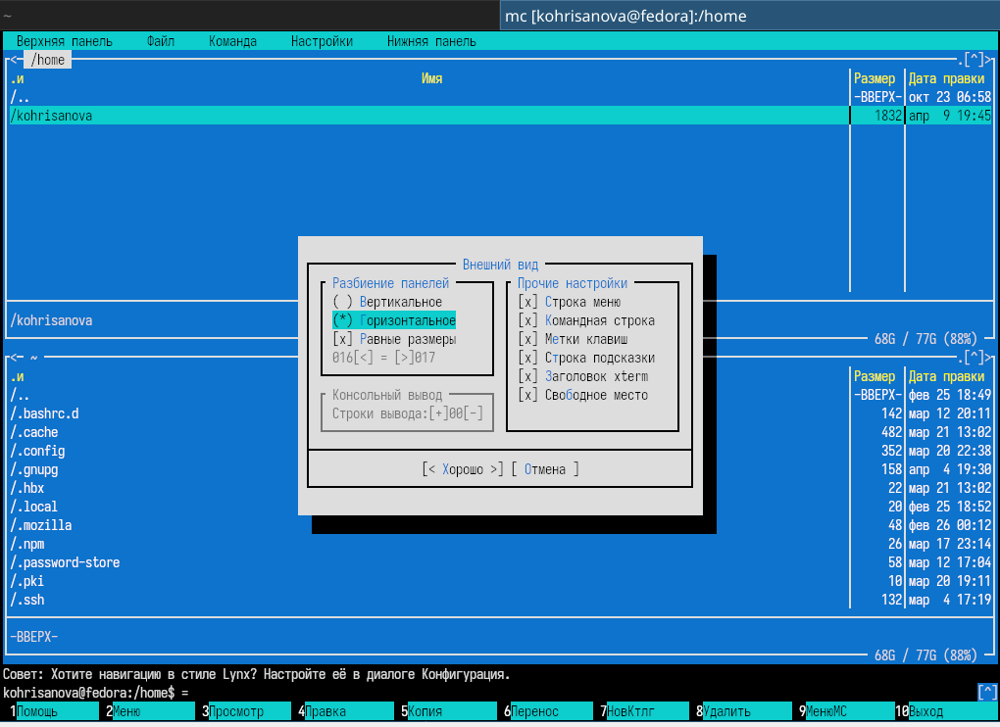 ~
mc [kohrisanova@fedora]:/home
Верхняя панель Файл Команда Настройки Нижняя панель
<- /home .[^]>
.и Имя Размер Дата правки
/.. -ВВЕРХ- окт 23 06:58
/kohrisanova 1832 апр 9 19:45
/kohrisanova
68G / 77G (88%)
Внешний вид
Разбиение панелей
( ) Вертикальное
(*) Горизонтальное
[x] Равные размеры
016[<] = [>]017
Консольный вывод
Строки вывода:[+]00[-]
Прочие настройки
[x] Строка меню
[x] Командная строка
[x] Метки клавиш
[x] Строка подсказки
[x] Заголовок xterm
[x] Свободное место
[< Хорошо >] [ Отмена ]
<- ~ .[^]>
.и Размер Дата правки
/.. -ВВЕРХ- фев 25 18:49
/.bashrc.d 142 мар 12 20:11
/.cache 482 мар 21 13:02
/.config 352 мар 20 22:38
/.gnupg 158 апр 4 19:30
/.hbx 22 мар 21 13:02
/.local 20 фев 25 18:52
/.mozilla 48 фев 26 00:12
/.npm 26 мар 17 23:14
/.password-store 58 мар 12 17:04
/.pki 10 мар 20 19:11
/.ssh 132 мар 4 17:19
-ВВЕРХ-
68G / 77G (88%)
Совет: Хотите навигацию в стиле Lynx? Настройте её в диалоге Конфигурация.
kohrisanova@fedora:/home$ = [^]
1Помощь 2Меню 3Просмотр 4Правка 5Копия 6Перенос 7НовКтлг 8Удалить 9МенюMC 10Выход